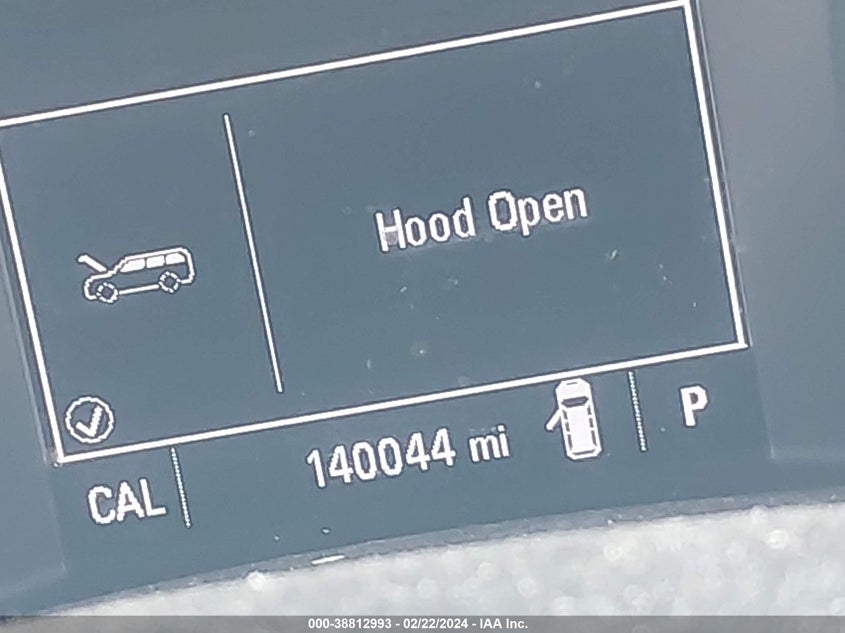 Hood Open
CAL 140044 mi P
000-38812993 - 02/22/2024 - IAA Inc.